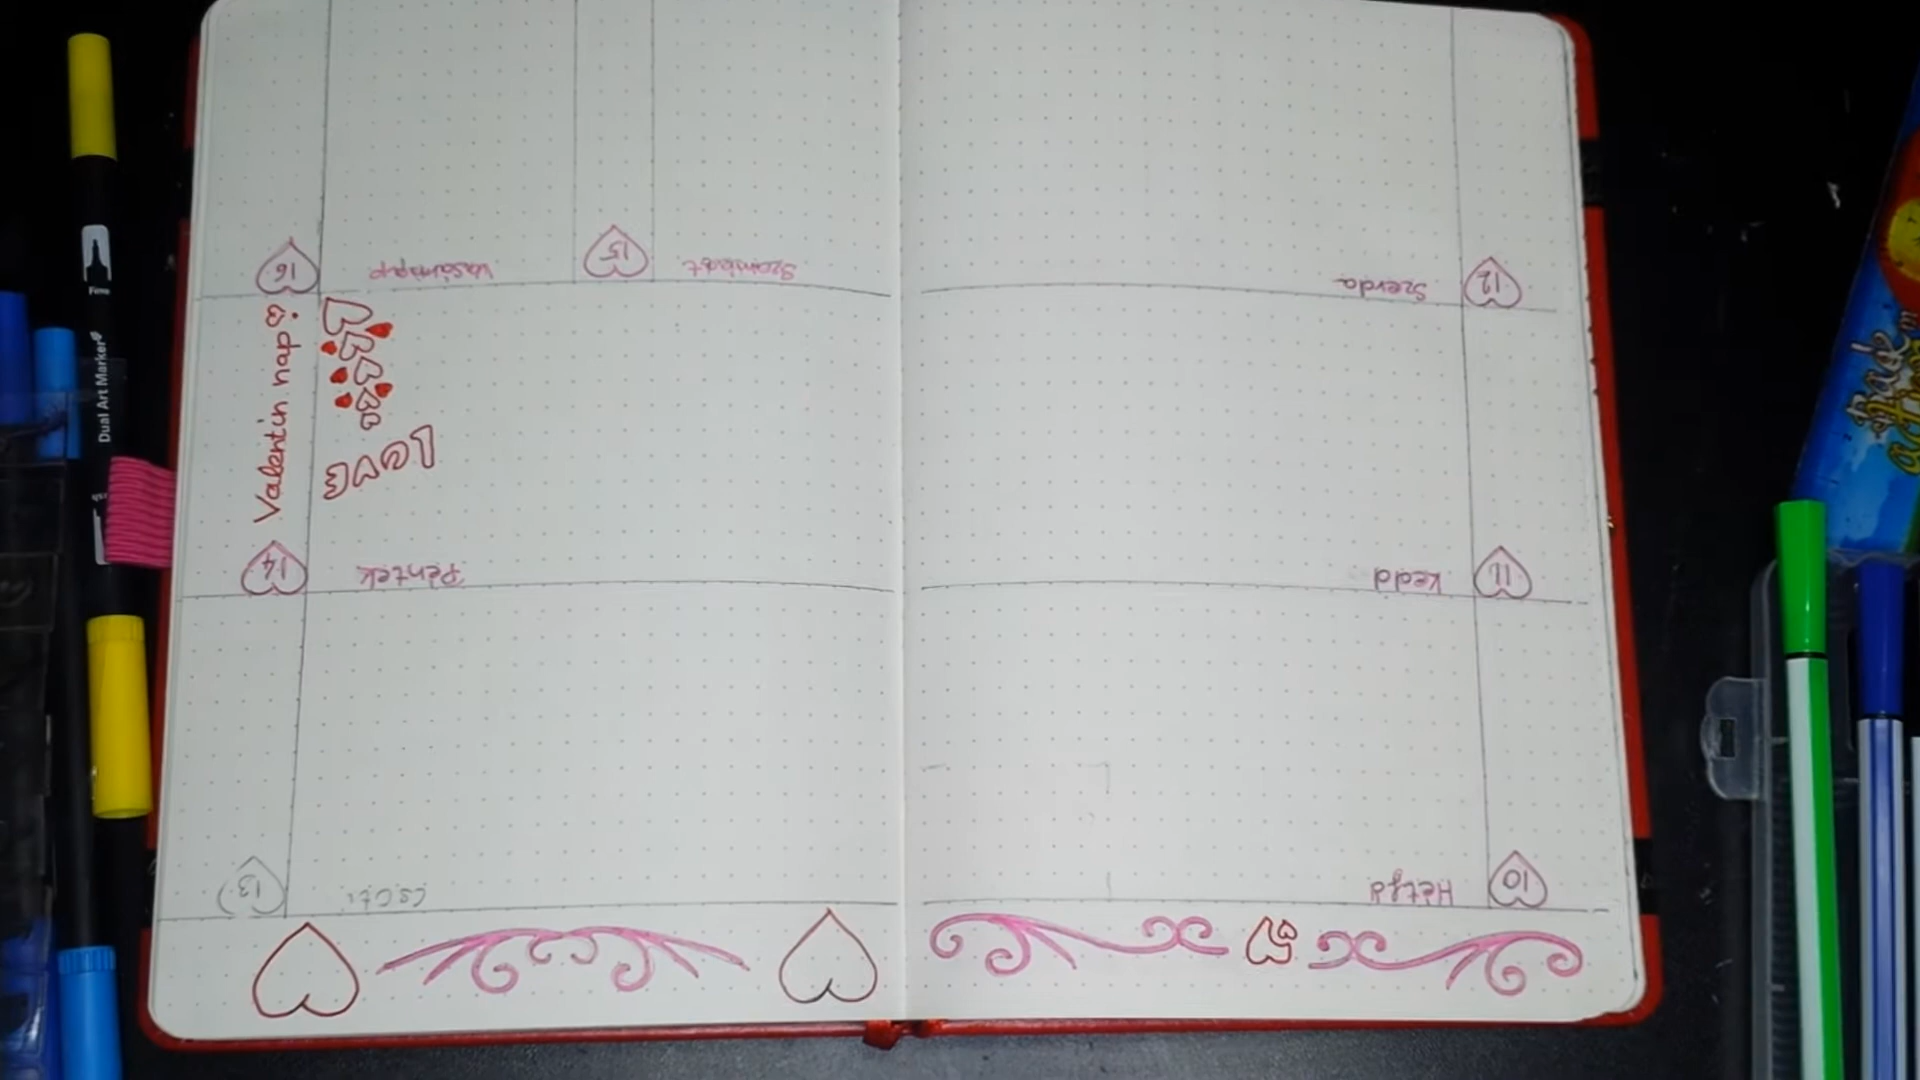 10
Hétfő
11
Kedd
12
Szerda
13
Csüt.
14
Péntek
Valentin nap
LOVE
15
Szombat
16
Vasárnap
Dual Art Marker